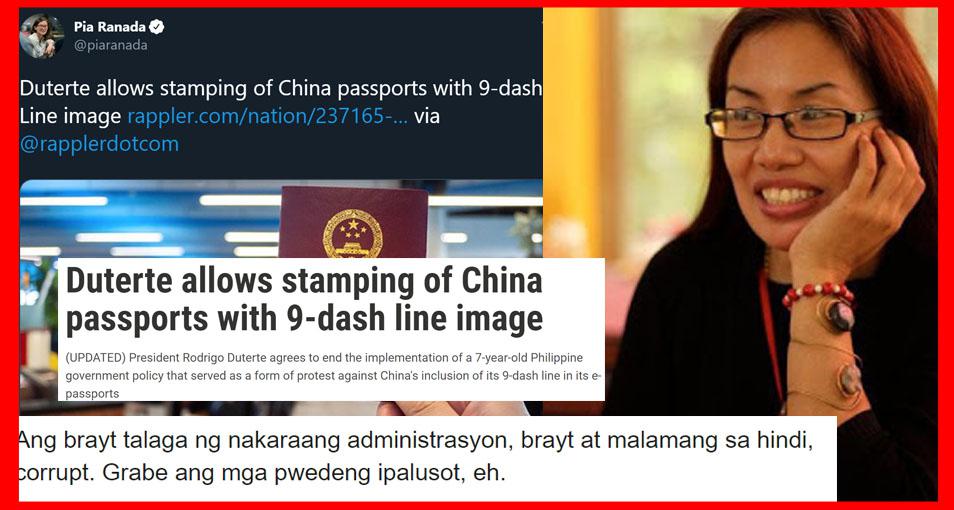 Pia Ranada
@piaranada
Duterte allows stamping of China passports with 9-dash
Line image rappler.com/nation/237165-... via
@rapplerdotcom
Duterte allows stamping of China
passports with 9-dash line image
(UPDATED) President Rodrigo Duterte agrees to end the implementation of a 7-year-old Philippine
government policy that served as a form of protest against China's inclusion of its 9-dash line in its e-
passports
Ang brayt talaga ng nakaraang administrasyon, brayt at malamang sa hindi,
corrupt. Grabe ang mga pwedeng ipalusot, eh.